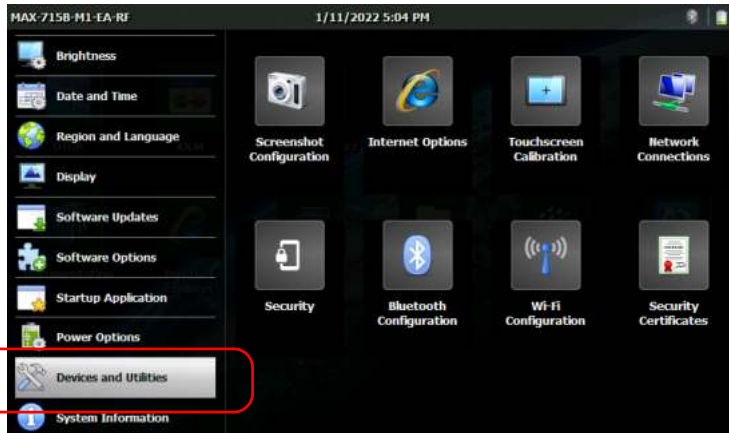 MAX-715B-M1-EA-RF 1/11/2022 5:04 PM
Brightness
Date and Time
Region and Language
Display
Software Updates
Software Options
Startup Application
Power Options
Devices and Utilities
System Information
Screenshot
Configuration
Internet Options
Touchscreen
Calibration
Network
Connections
Security
Bluetooth
Configuration
Wi-Fi
Configuration
Security
Certificates